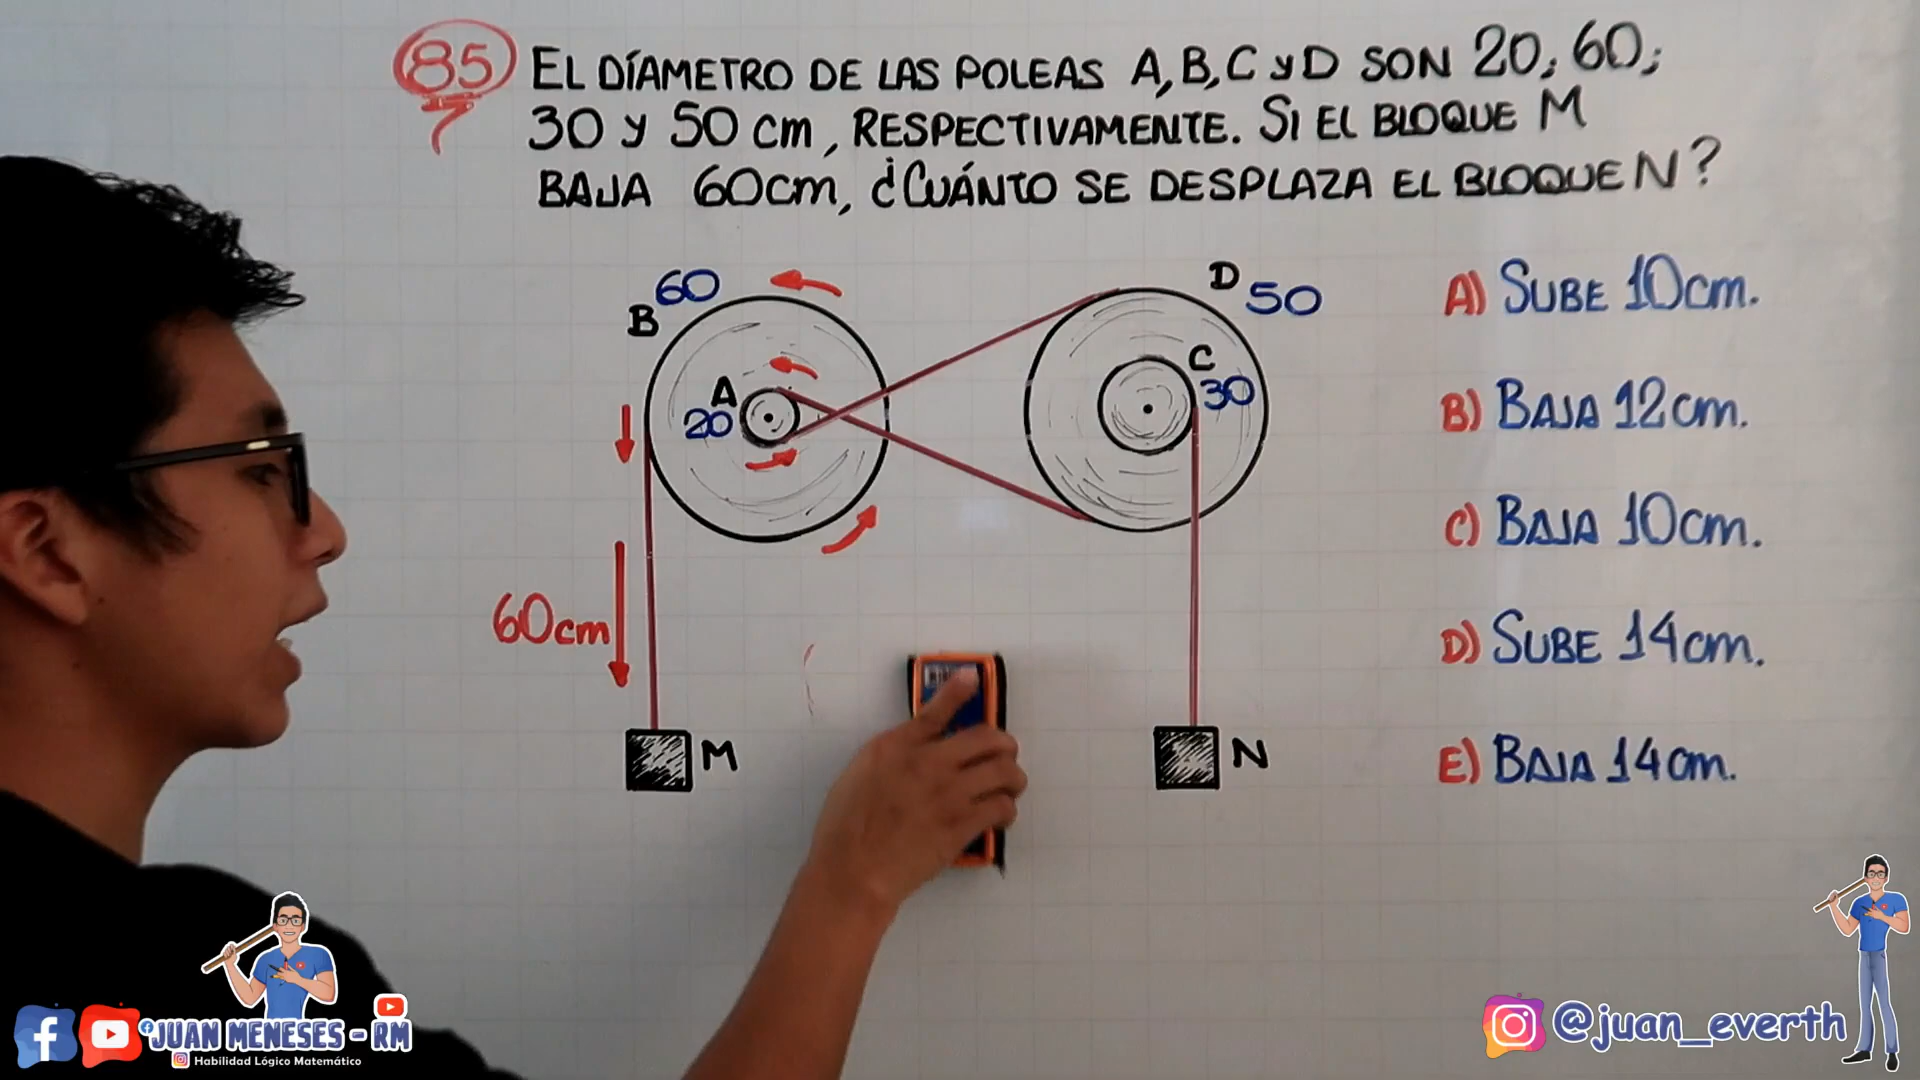 85 EL DÍAMETRO DE LAS POLEAS A, B, C y D SON 20; 60;
30 y 50 cm, RESPECTIVAMENTE. SI EL BLOQUE M
BAJA 60cm, ¿CUÁNTO SE DESPLAZA EL BLOQUE N?
B 60
A
20
D 50
C
30
60cm
M
N
A) SUBE 10cm.
B) BAJA 12cm.
C) BAJA 10cm.
D) SUBE 14cm.
E) BAJA 14cm.
JUAN MENESES - RM
Habilidad Lógico Matemático
@juan_everth